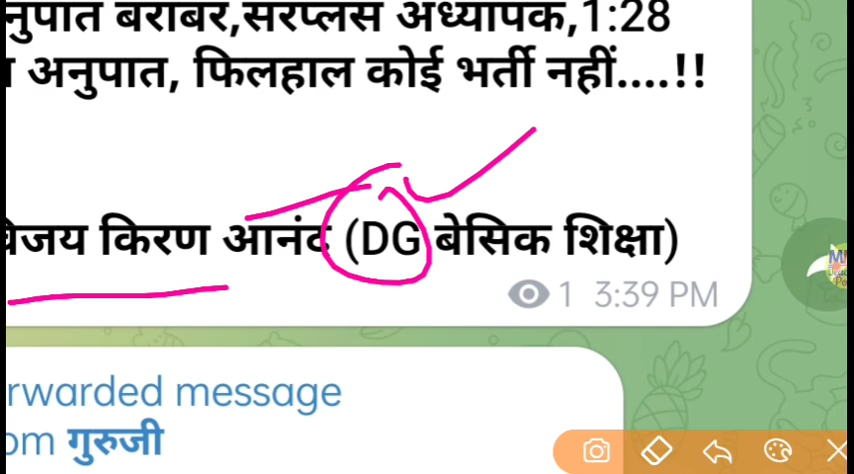 नुपात बराबर,सरप्लस अध्यापक,1:28
अनुपात, फिलहाल कोई भर्ती नहीं....!!
विजय किरण आनंद (DG बेसिक शिक्षा)
1 3:39 PM
rwarded message
om गुरुजी